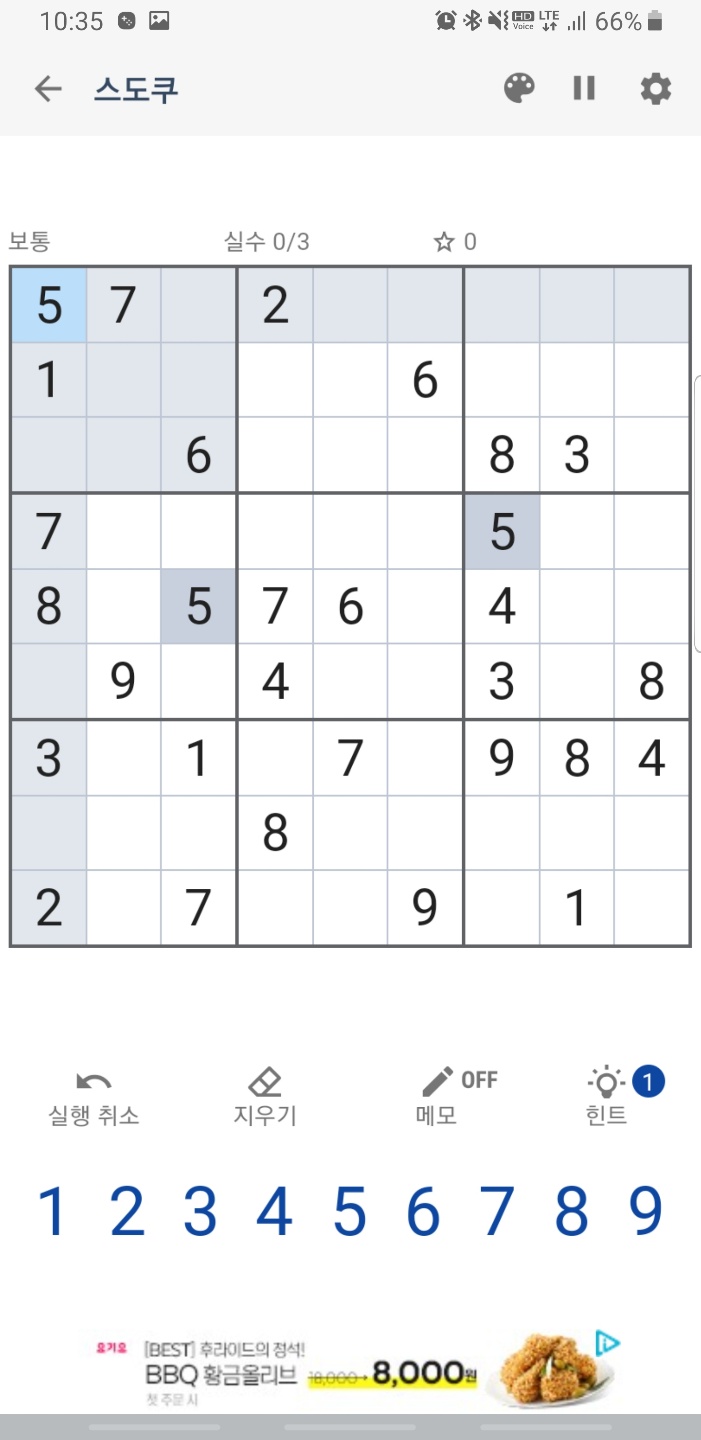 10:35 HD Voice LTE 66%
스도쿠
보통 실수 0/3 0
5 7 2
1 6
6 8 3
7 5
8 5 7 6 4
9 4 3 8
3 1 7 9 8 4
8
2 7 9 1
OFF 1
실행 취소 지우기 메모 힌트
1 2 3 4 5 6 7 8 9
요기요 [BEST] 후라이드의 정석!
BBQ 황금올리브 18,000→8,000원
첫 주문 시